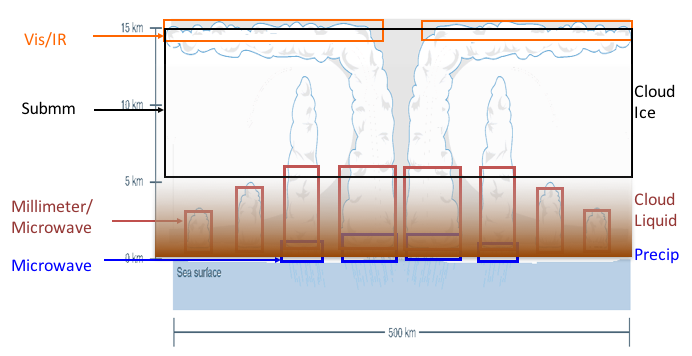 15 km
Vis/IR
Submm
10 km
Cloud
Ice
5 km
Millimeter/
Microwave
Cloud
Liquid
Microwave
0 km
Precip
Sea surface
500 km